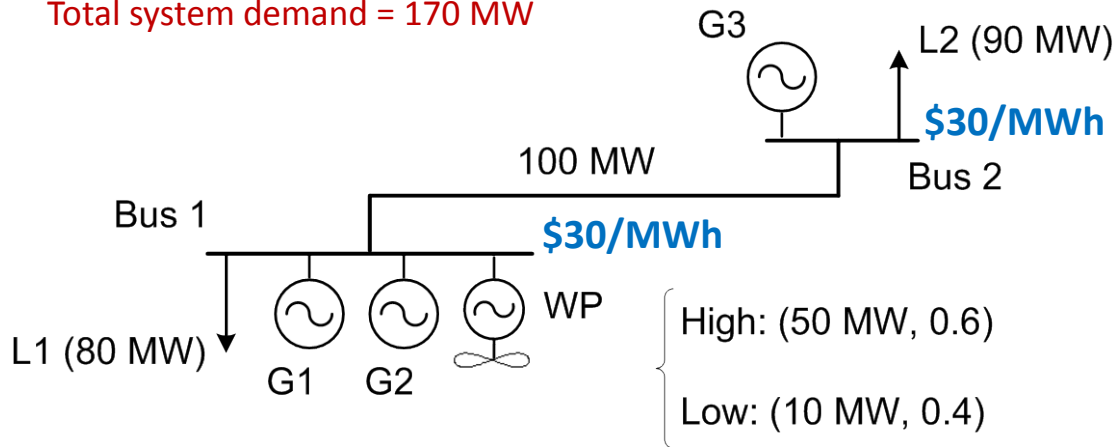 Total system demand = 170 MW
G3
L2 (90 MW)
$30/MWh
100 MW
Bus 2
Bus 1
$30/MWh
WP
High: (50 MW, 0.6)
L1 (80 MW)
G1
G2
Low: (10 MW, 0.4)